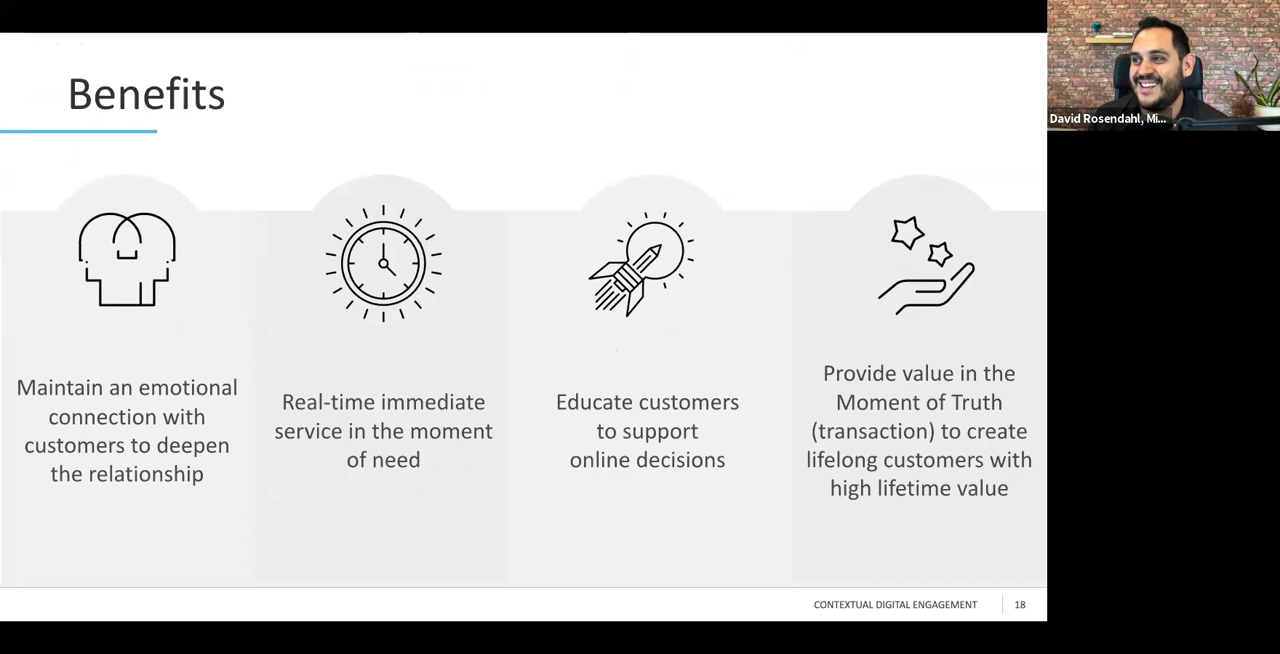 Benefits
Maintain an emotional
connection with
customers to deepen
the relationship
Real-time immediate
service in the moment
of need
Educate customers
to support
online decisions
Provide value in the
Moment of Truth
(transaction) to create
lifelong customers with
high lifetime value
CONTEXTUAL DIGITAL ENGAGEMENT
18
David Rosendahl, Mi...